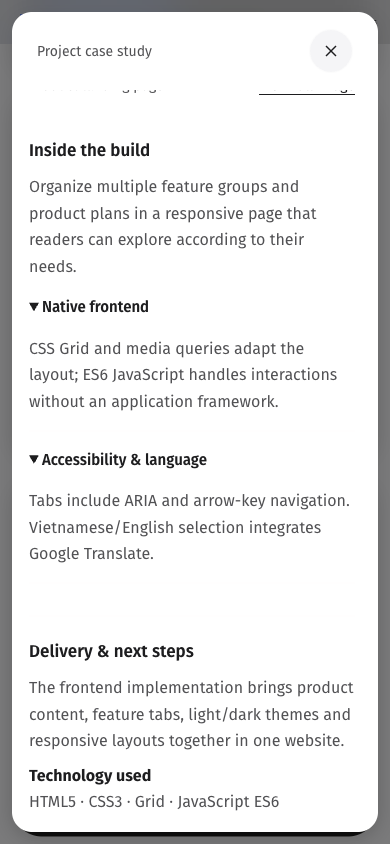 Project case study
Inside the build
Organize multiple feature groups and
product plans in a responsive page that
readers can explore according to their
needs.
Native frontend
CSS Grid and media queries adapt the
layout; ES6 JavaScript handles interactions
without an application framework.
Accessibility & language
Tabs include ARIA and arrow-key navigation.
Vietnamese/English selection integrates
Google Translate.
Delivery & next steps
The frontend implementation brings product
content, feature tabs, light/dark themes and
responsive layouts together in one website.
Technology used
HTML5 · CSS3 · Grid · JavaScript ES6